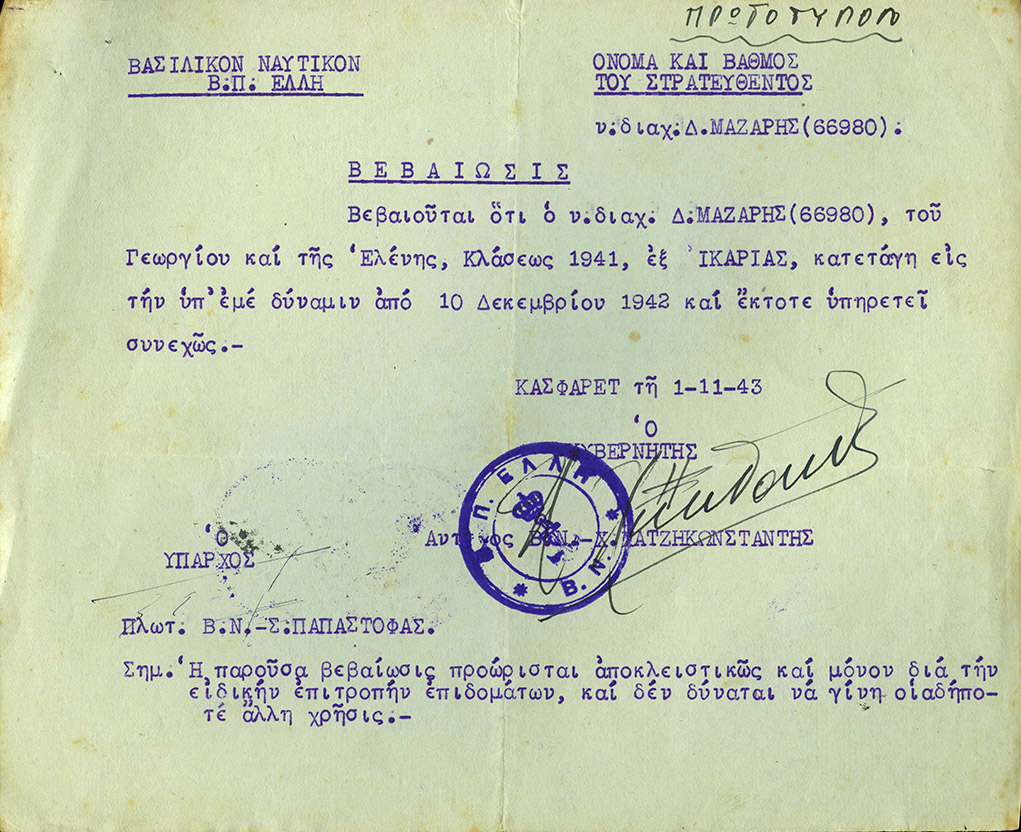 ΠΡΩΤΟΤΥΠΟΝ
ΒΑΣΙΛΙΚΟΝ ΝΑΥΤΙΚΟΝ
Β.Π. ΕΛΛΗ
ΟΝΟΜΑ ΚΑΙ ΒΑΘΜΟΣ
ΤΟΥ ΣΤΡΑΤΕΥΘΕΝΤΟΣ
ν.διαχ.Δ.ΜΑΖΑΡΗΣ(66980).
ΒΕΒΑΙΩΣΙΣ
Βεβαιοῦται ὅτι ὁ ν.διαχ. Δ.ΜΑΖΑΡΗΣ(66980), τοῦ
Γεωργίου καί τῆς Ἑλένης, Κλάσεως 1941, ἐξ ἸΚΑΡΙΑΣ, κατετάγη εἰς
τήν ὑπ'ἐμέ δύναμιν ἀπό 10 Δεκεμβρίου 1942 καί ἔκτοτε ὑπηρετεῖ
συνεχῶς.-
ΚΑΣΦΑΡΕΤ τῇ 1-11-43
Ὁ
ΚΥΒΕΡΝΗΤΗΣ
Β.Π. ΕΛΛΗ * Β.Ν. *
Β.Ν.-Χ.ΧΑΤΖΗΚΩΝΣΤΑΝΤΗΣ
Ὁ
ΥΠΑΡΧΟΣ
Πλωτ. Β.Ν.-Σ.ΠΑΠΑΣΤΟΦΑΣ.
Σημ. Ἡ παροῦσα βεβαίωσις προώρισται ἀποκλειστικῶς καί μόνον διά τήν
εἰδικήν ἐπιτροπήν ἐπιδομάτων, καί δέν δύναται νά γίνη οἱαδήπο-
τέ ἄλλη χρῆσις.-